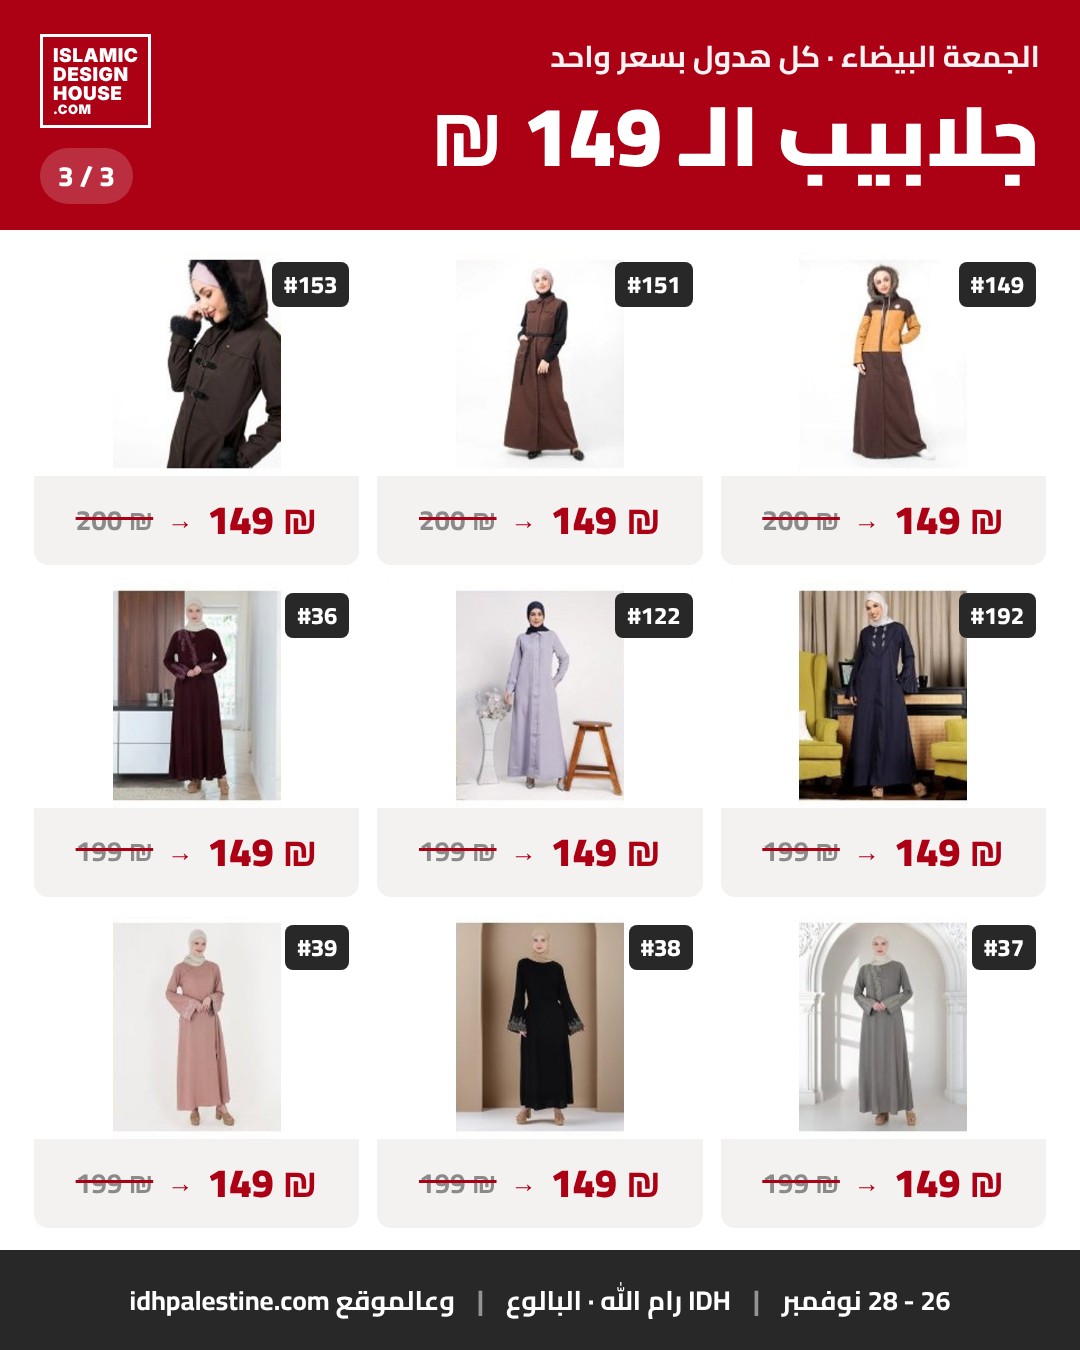 الجمعة البيضاء · كل هدول بسعر واحد
جلابيب الـ 149 ₪
ISLAMIC
DESIGN
HOUSE
.COM
3 / 3
#149
200 ₪ → 149 ₪
#151
200 ₪ → 149 ₪
#153
200 ₪ → 149 ₪
#192
199 ₪ → 149 ₪
#122
199 ₪ → 149 ₪
#36
199 ₪ → 149 ₪
#37
199 ₪ → 149 ₪
#38
199 ₪ → 149 ₪
#39
199 ₪ → 149 ₪
26 - 28 نوفمبر | IDH رام الله · البالوع | وعالموقع idhpalestine.com